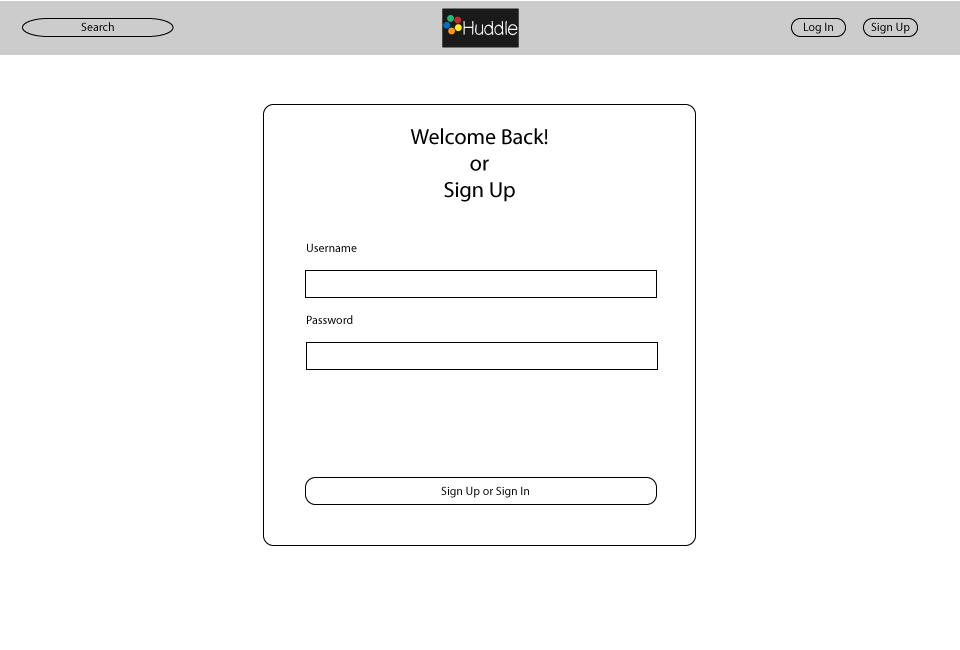 Search
Huddle
Log In
Sign Up
Welcome Back!
or
Sign Up
Username
Password
Sign Up or Sign In